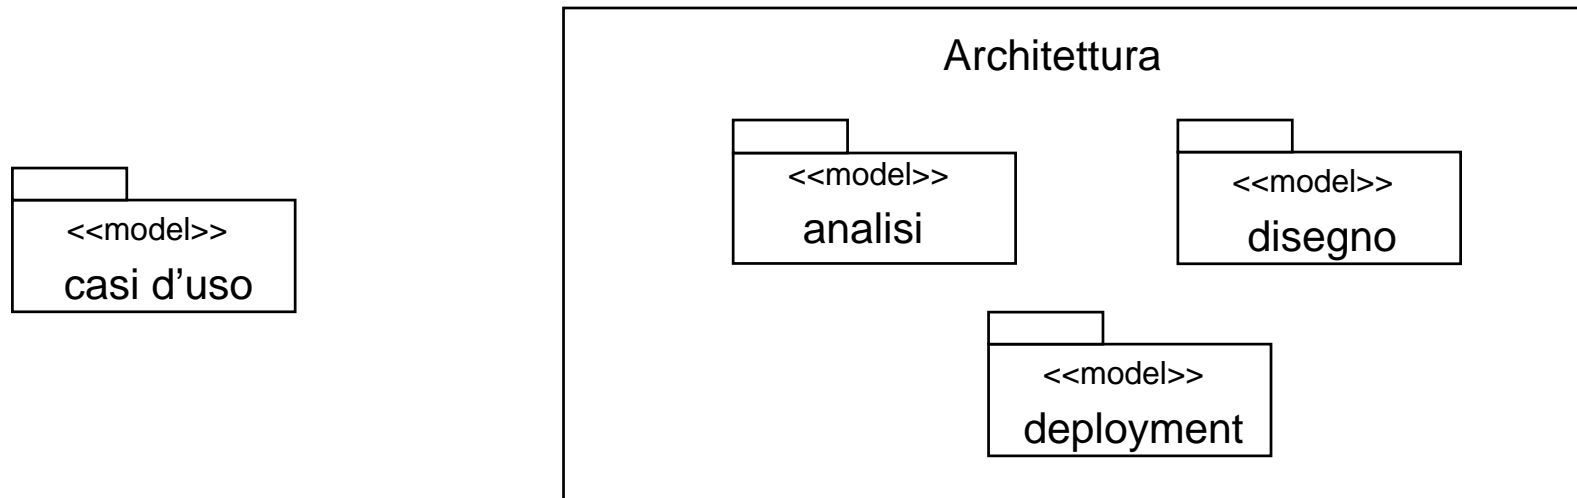 Architettura
<<model>>
casi d’uso
<<model>>
analisi
<<model>>
disegno
<<model>>
deployment